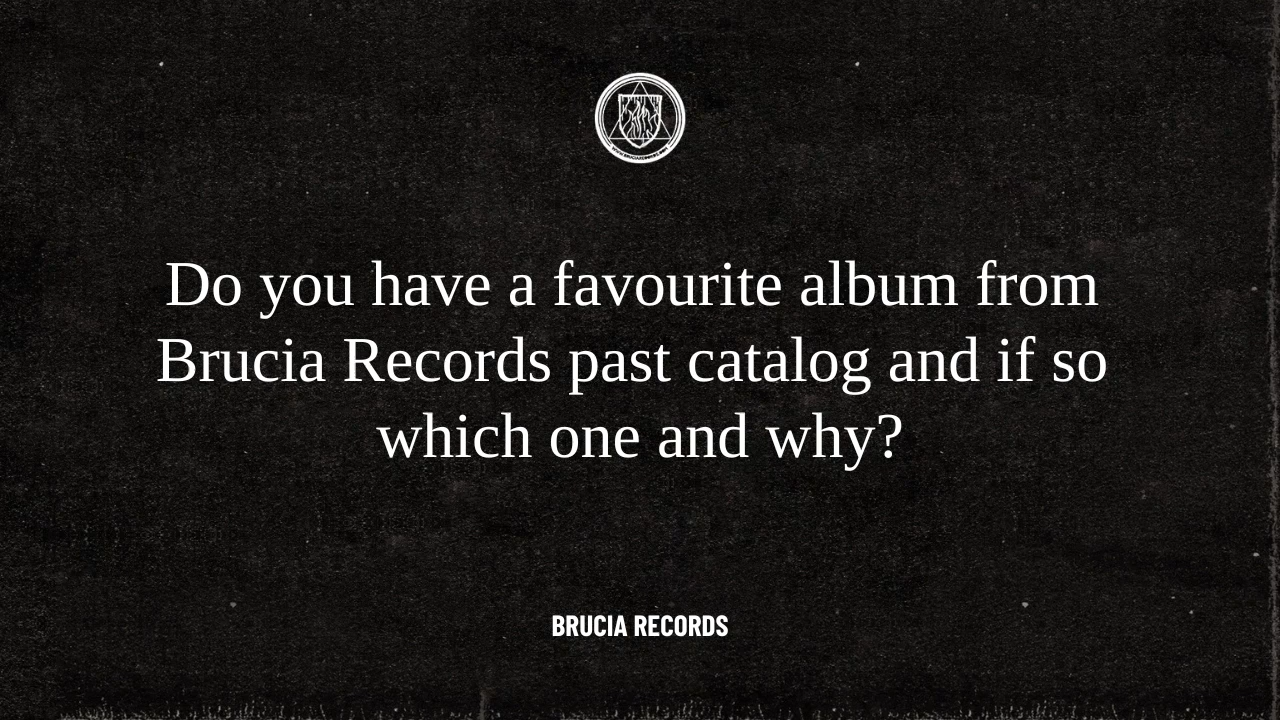 Do you have a favourite album from
Brucia Records past catalog and if so
which one and why?
BRUCIA RECORDS